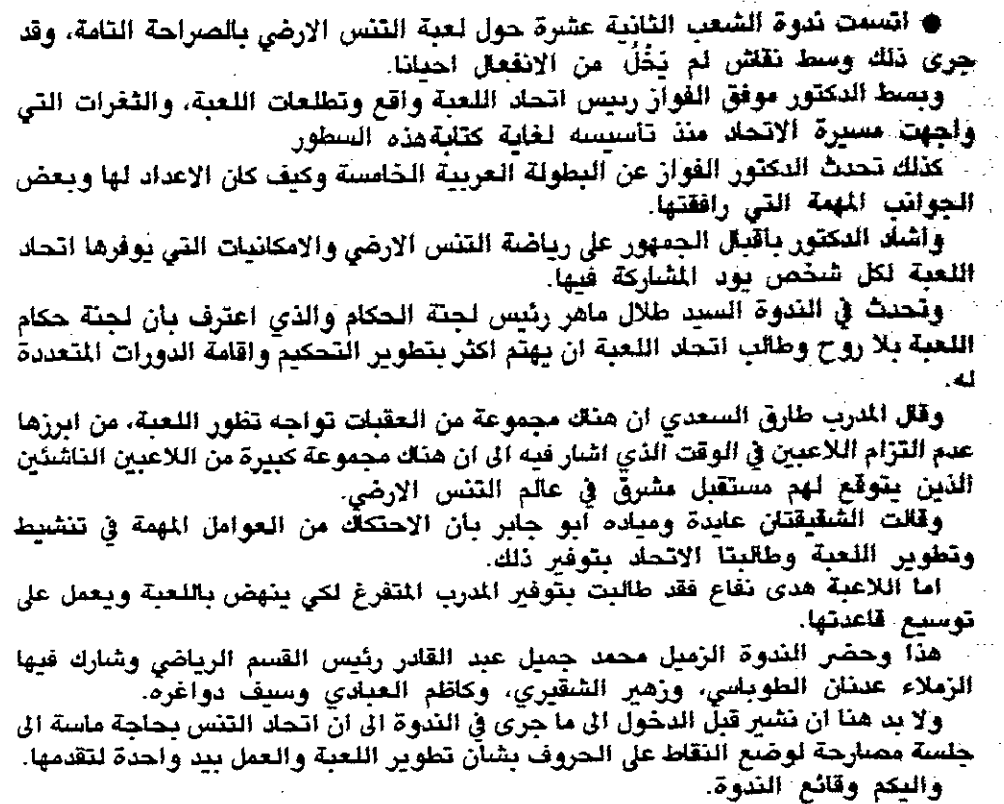 ● اتسمت ندوة الشعب الثانية عشرة حول لعبة التنس الارضي بالصراحة التامة، وقد
جرى ذلك وسط نقاش لم يَخْلُ من الانفعال احيانا.
وبسط الدكتور موفق الفواز رييس اتحاد اللعبة واقع وتطلعات اللعبة، والثغرات التي
واجهت مسيرة الاتحاد منذ تأسيسه لغاية كتابة هذه السطور
كذلك تحدث الدكتور الفواز عن البطولة العربية الخامسة وكيف كان الاعداد لها وبعض
الجوانب المهمة التي رافقتها.
وأشاد الدكتور باقبال الجمهور على رياضة التنس الارضي والامكانيات التي يوفرها اتحاد
اللعبة لكل شخص يود المشاركة فيها.
وتحدث في الندوة السيد طلال ماهر رئيس لجنة الحكام والذي اعترف بأن لجنة حكام
اللعبة بلا روح وطالب اتحاد اللعبة ان يهتم اكثر بتطوير التحكيم واقامة الدورات المتعددة
له.
وقال المدرب طارق السعدي ان هناك مجموعة من العقبات تواجه تطور اللعبة، من ابرزها
عدم التزام اللاعبين في الوقت الذي اشار فيه الى ان هناك مجموعة كبيرة من اللاعبين الناشئين
الذين يتوقع لهم مستقبل مشرق في عالم التنس الارضي.
وقالت الشقيقتان عايدة ومياده أبو جابر بأن الاحتكاك من العوامل المهمة في تنشيط
وتطوير اللعبة وطالبتا الاتحاد بتوفير ذلك.
اما اللاعبة هدى نفاع فقد طالبت بتوفير المدرب المتفرغ لكي ينهض باللعبة ويعمل على
توسيع قاعدتها.
هذا وحضر الندوة الزميل محمد جميل عبد القادر رئيس القسم الرياضي وشارك فيها
الزملاء عدنان الطوباسي، وزهير الشقيري، وكاظم العبادي وسيف دواغره.
ولا بد هنا ان نشير قبل الدخول الى ما جرى في الندوة الى ان اتحاد التنس بحاجة ماسة الى
جلسة مصارحة لوضع النقاط على الحروف بشأن تطوير اللعبة والعمل بيد واحدة لتقدمها.
واليكم وقائع الندوة.